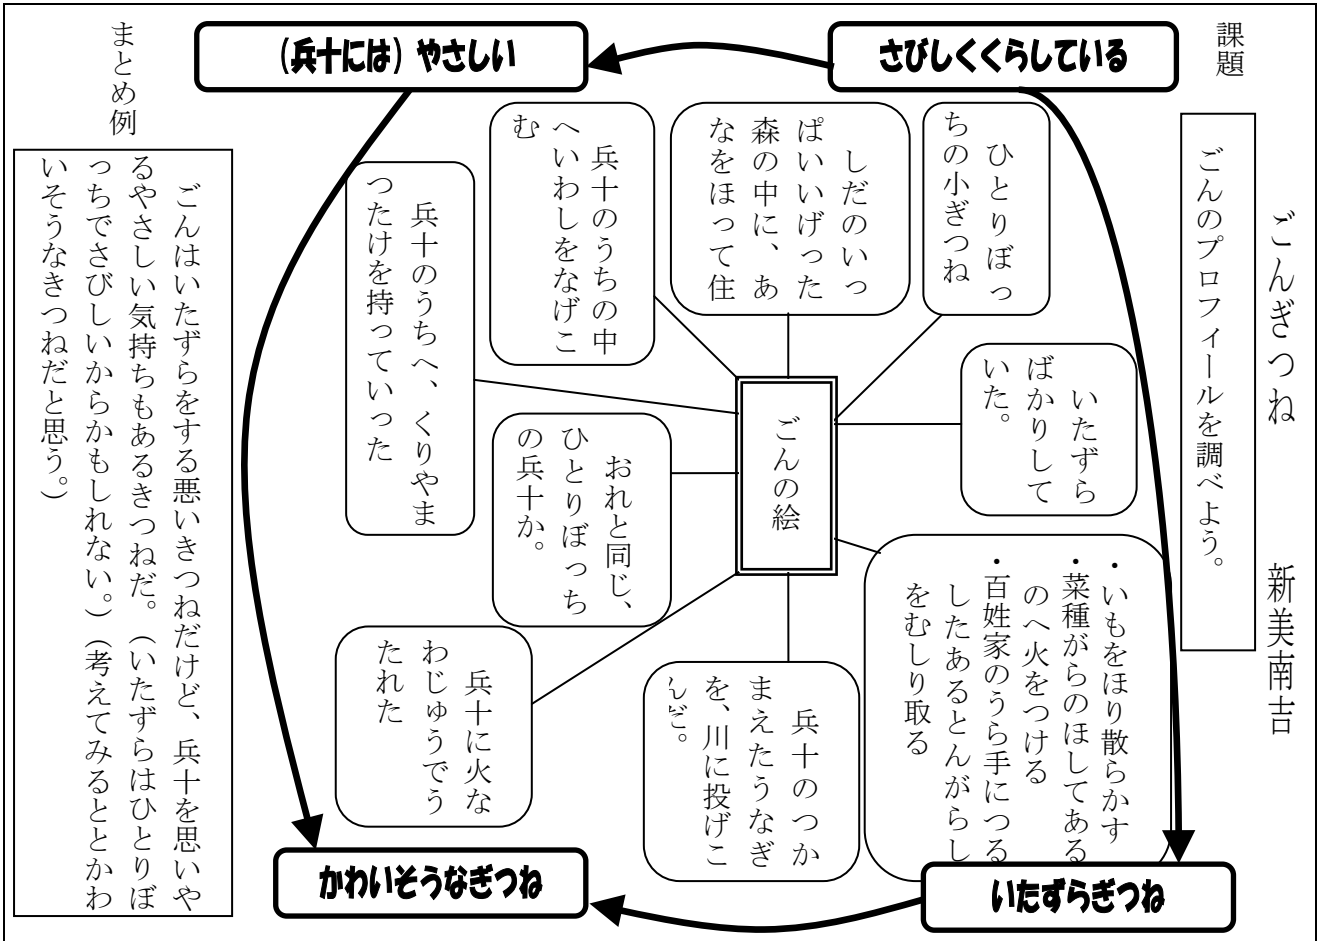 ごんぎつね　　新美南吉
課題
ごんのプロフィールを調べよう。
さびしくくらしている
(兵十には) やさしい
ひとりぼっ
ちの小ぎつね
しだのいっ
ぱいいげった
森の中に、あ
なをほって住
兵十のうちの中
へいわしをなげこ
む
兵十のうちへ、くりやま
つたけを持っていった
いたずら
ばかりして
いた。
ごんの絵
おれと同じ、
ひとりぼっち
の兵十か。
・いもをほり散らかす
・菜種がらのほしてある
のへ火をつける
・百姓家のうら手につる
したあるとんがらし
をむしり取る
兵十のつか
まえたうなぎ
を、川に投げこ
んだ。
兵十に火な
わじゅうでう
たれた
いたずらぎつね
かわいそうなぎつね
まとめ例
ごんはいたずらをする悪いきつねだけど、兵十を思いや
るやさしい気持ちもあるきつねだ。（いたずらはひとりぼ
っちでさびしいからかもしれない。）（考えてみるととかわ
いそうなきつねだと思う。）